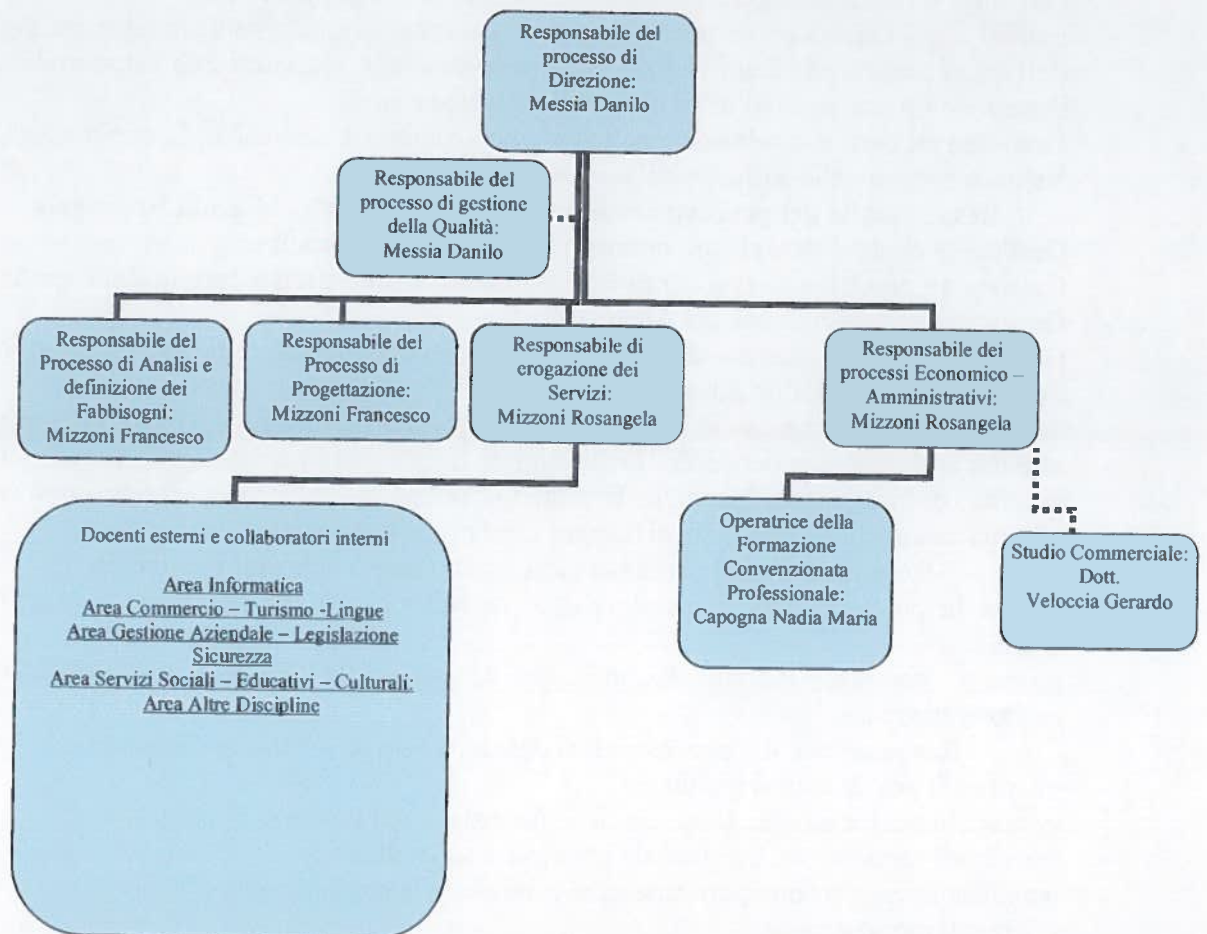 Responsabile del
processo di
Direzione:
Messia Danilo
Responsabile del
processo di gestione
della Qualità:
Messia Danilo
Responsabile del
Processo di Analisi e
definizione dei
Fabbisogni:
Mizzoni Francesco
Responsabile del
Processo di
Progettazione:
Mizzoni Francesco
Responsabile di
erogazione dei
Servizi:
Mizzoni Rosangela
Responsabile dei
processi Economico –
Amministrativi:
Mizzoni Rosangela
Docenti esterni e collaboratori interni
Area Informatica
Area Commercio – Turismo -Lingue
Area Gestione Aziendale – Legislazione
Sicurezza
Area Servizi Sociali – Educativi – Culturali:
Area Altre Discipline
Operatrice della
Formazione
Convenzionata
Professionale:
Capogna Nadia Maria
Studio Commerciale:
Dott.
Veloccia Gerardo